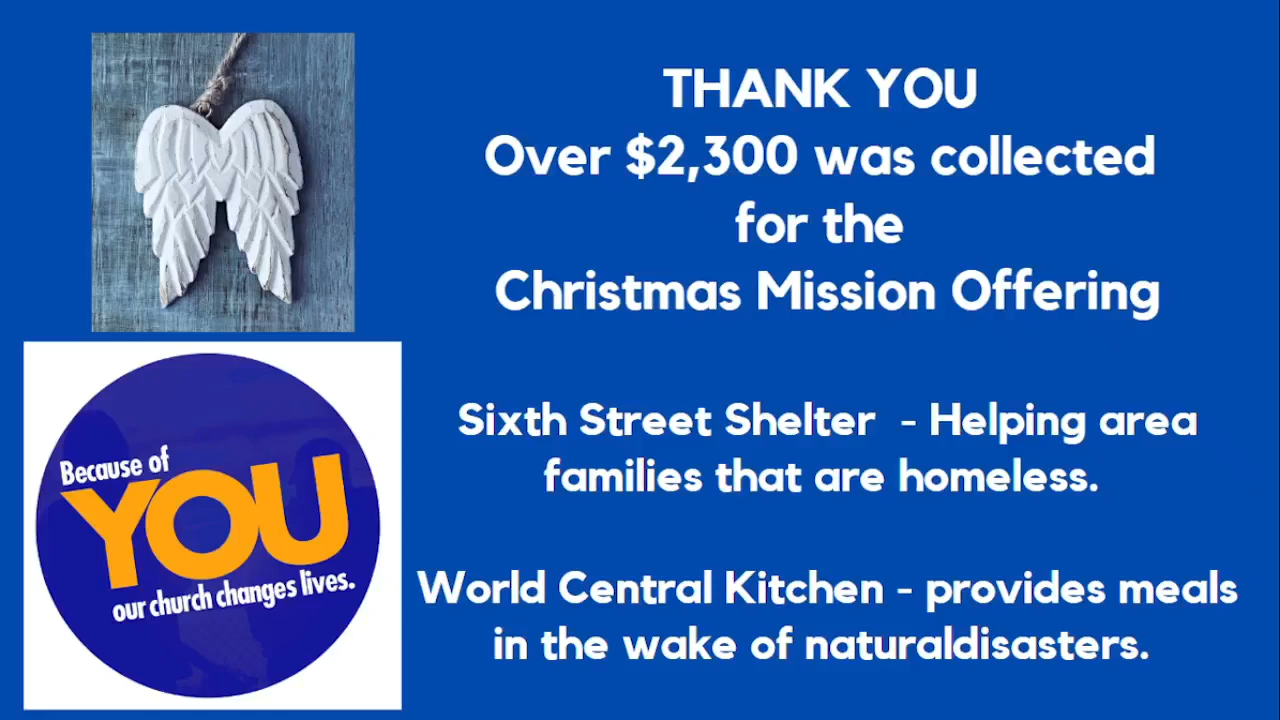 THANK YOU
Over $2,300 was collected
for the
Christmas Mission Offering
Sixth Street Shelter - Helping area
families that are homeless.
World Central Kitchen - provides meals
in the wake of naturaldisasters.
Because of
YOU
our church changes lives.